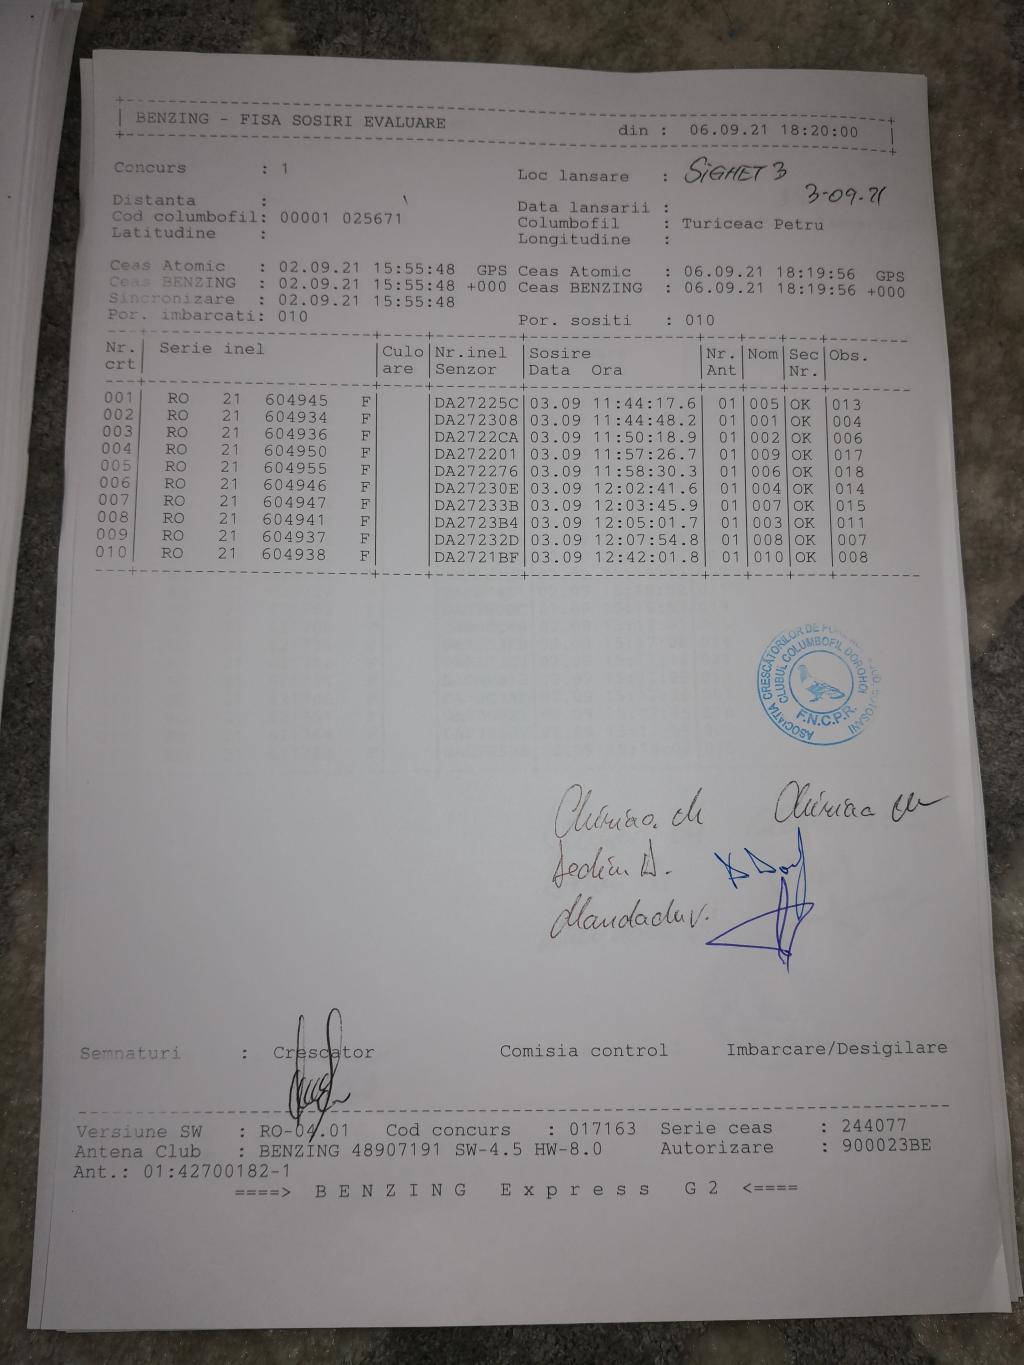 BENZING - FISA SOSIRI EVALUARE din : 06.09.21 18:20:00
Concurs : 1 Loc lansare : SIGHET 3
3-09.21
Distanta : Data lansarii :
Cod columbofil: 00001 025671 Columbofil : Turiceac Petru
Latitudine : Longitudine :
Ceas Atomic : 02.09.21 15:55:48 GPS Ceas Atomic : 06.09.21 18:19:56 GPS
Ceas BENZING : 02.09.21 15:55:48 +000 Ceas BENZING : 06.09.21 18:19:56 +000
Sincronizare : 02.09.21 15:55:48
Por. imbarcati: 010 Por. sositi : 010
Nr. Serie inel Culo Nr.inel Sosire Nr. Nom Sec Obs.
crt are Senzor Data Ora Ant Nr.
001 RO 21 604945 F DA27225C 03.09 11:44:17.6 01 005 OK 013
002 RO 21 604934 F DA272308 03.09 11:44:48.2 01 001 OK 004
003 RO 21 604936 F DA2722CA 03.09 11:50:18.9 01 002 OK 006
004 RO 21 604950 F DA272201 03.09 11:57:26.7 01 009 OK 017
005 RO 21 604955 F DA272276 03.09 11:58:30.3 01 006 OK 018
006 RO 21 604946 F DA27230E 03.09 12:02:41.6 01 004 OK 014
007 RO 21 604947 F DA27233B 03.09 12:03:45.9 01 007 OK 015
008 RO 21 604941 F DA2723B4 03.09 12:05:01.7 01 003 OK 011
009 RO 21 604937 F DA27232D 03.09 12:07:54.8 01 008 OK 007
010 RO 21 604938 F DA2721BF 03.09 12:42:01.8 01 010 OK 008
ASOCIAȚIA CRESCĂTORILOR DE JUD. BOTOȘANI
CLUBUL COLUMBOFIL DOROHOI
F.N.C.P.R.
Semnaturi : Crescator Comisia control Imbarcare/Desigilare
Versiune SW : RO-04.01 Cod concurs : 017163 Serie ceas : 244077
Antena Club : BENZING 48907191 SW-4.5 HW-8.0 Autorizare : 900023BE
Ant.: 01:42700182-1
====> BENZING Express G2 <====